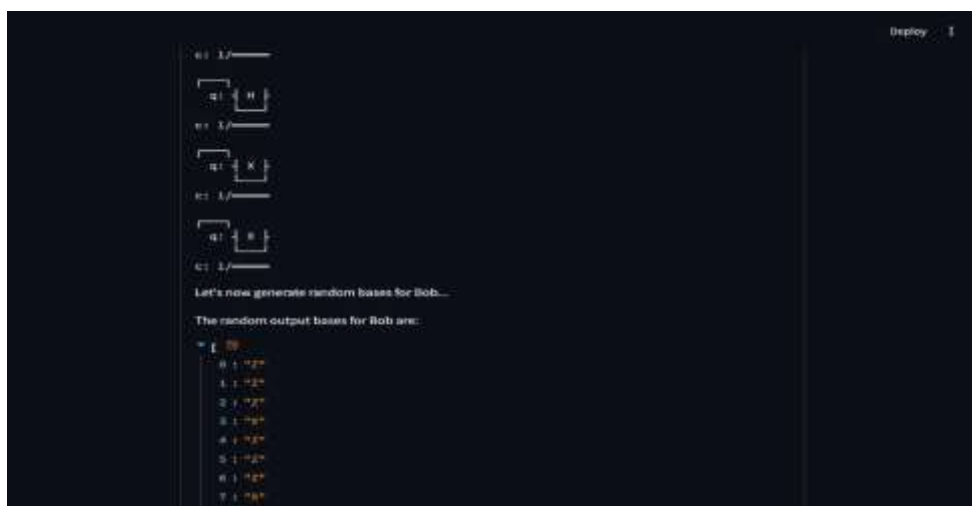 Deploy
c: 1/
q: H
c: 1/
q: X
c: 1/
q:
c: 1/
Let's now generate random bases for Bob...
The random output bases for Bob are:
[
0 : "Z"
1 : "Z"
2 : "Z"
3 :
4 : "Z"
5 : "Z"
6 : "Z"
7 :